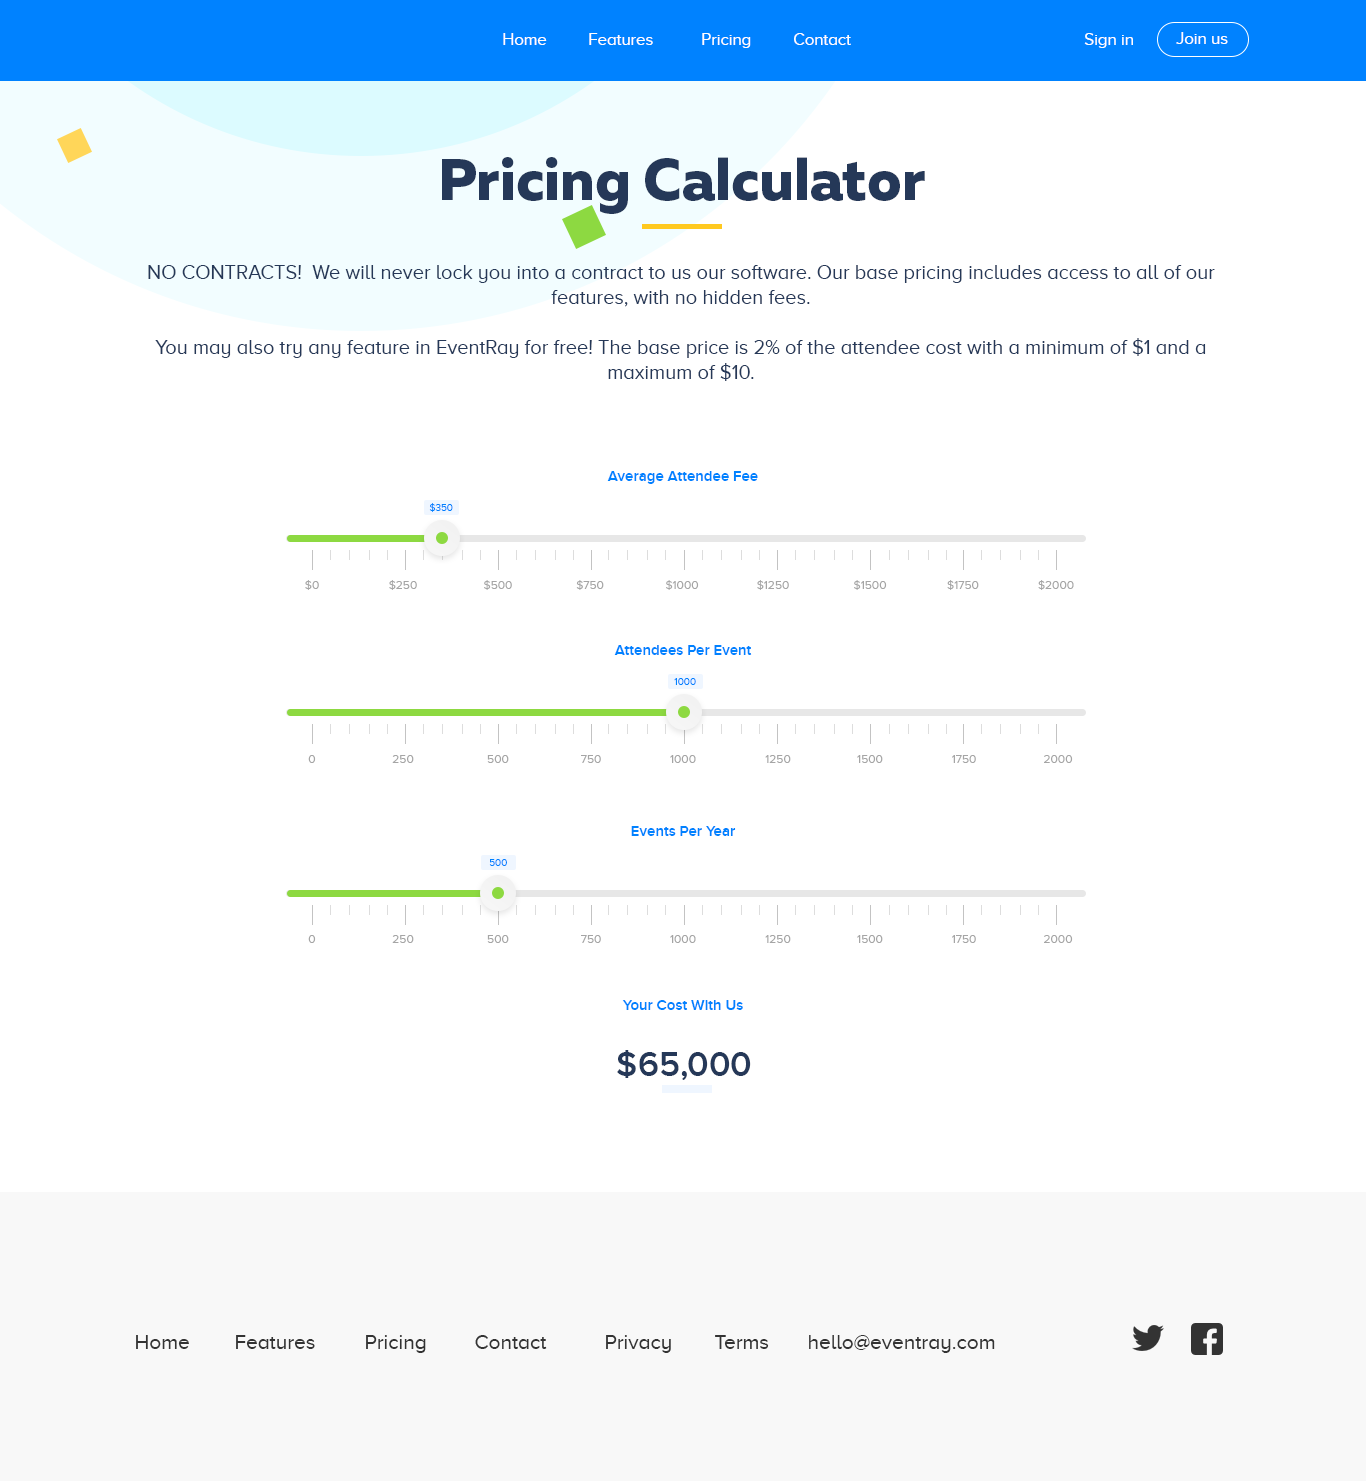 Home Features Pricing Contact Sign in Join us
Pricing Calculator
NO CONTRACTS!  We will never lock you into a contract to us our software. Our base pricing includes access to all of our
features, with no hidden fees.
You may also try any feature in EventRay for free! The base price is 2% of the attendee cost with a minimum of $1 and a
maximum of $10.
Average Attendee Fee
$350
$0 $250 $500 $750 $1000 $1250 $1500 $1750 $2000
Attendees Per Event
1000
0 250 500 750 1000 1250 1500 1750 2000
Events Per Year
500
0 250 500 750 1000 1250 1500 1750 2000
Your Cost With Us
$65,000
Home Features Pricing Contact Privacy Terms hello@eventray.com